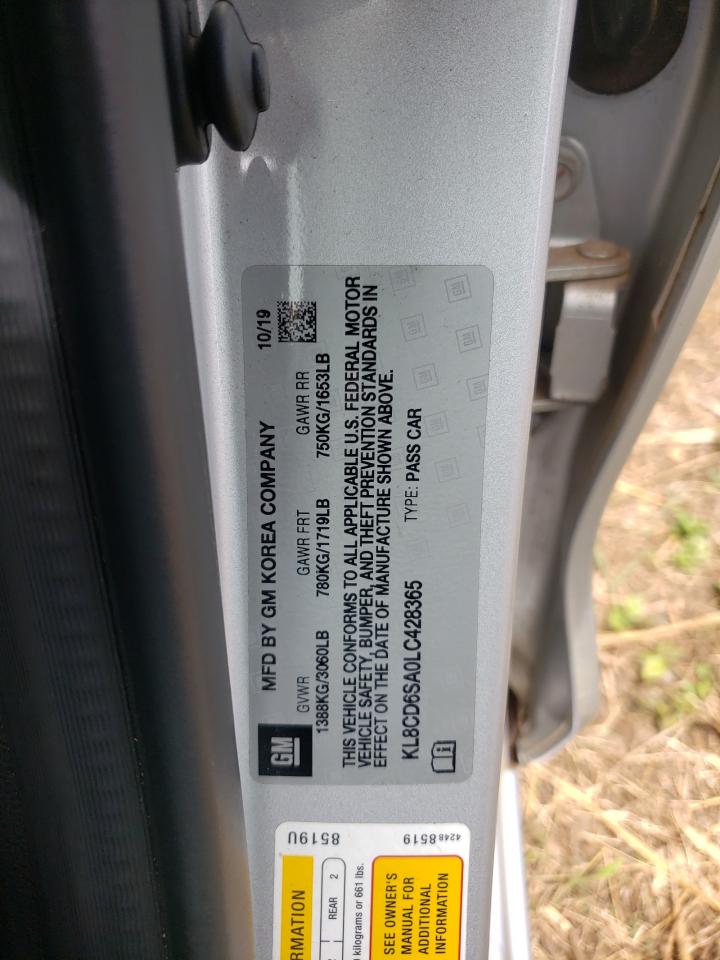 MFD BY GM KOREA COMPANY 10/19
GM
GVWR GAWR FRT GAWR RR
1388KG/3060LB 780KG/1719LB 750KG/1653LB
THIS VEHICLE CONFORMS TO ALL APPLICABLE U.S. FEDERAL MOTOR
VEHICLE SAFETY, BUMPER, AND THEFT PREVENTION STANDARDS IN
EFFECT ON THE DATE OF MANUFACTURE SHOWN ABOVE.
KL8CD6SA0LC428365 TYPE: PASS CAR
8519U
4248 8519
RMATION
REAR 2
kilograms or 661 lbs.
SEE OWNER'S
MANUAL FOR
ADDITIONAL
INFORMATION